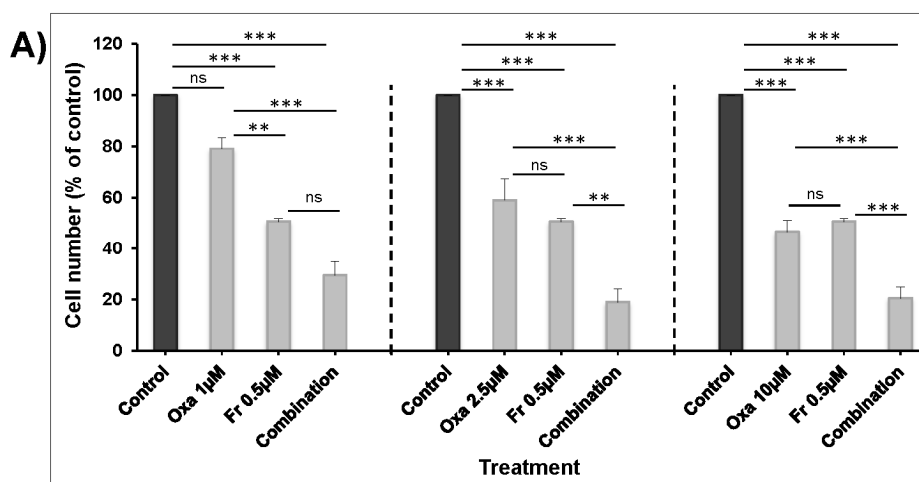 A)
Cell number (% of control)
120
100
80
60
40
20
0
***
***
ns
***
**
ns
***
***
***
***
ns
**
***
***
***
***
ns
***
Control
Oxa 1µM
Fr 0.5µM
Combination
Control
Oxa 2.5µM
Fr 0.5µM
Combination
Control
Oxa 10µM
Fr 0.5µM
Combination
Treatment